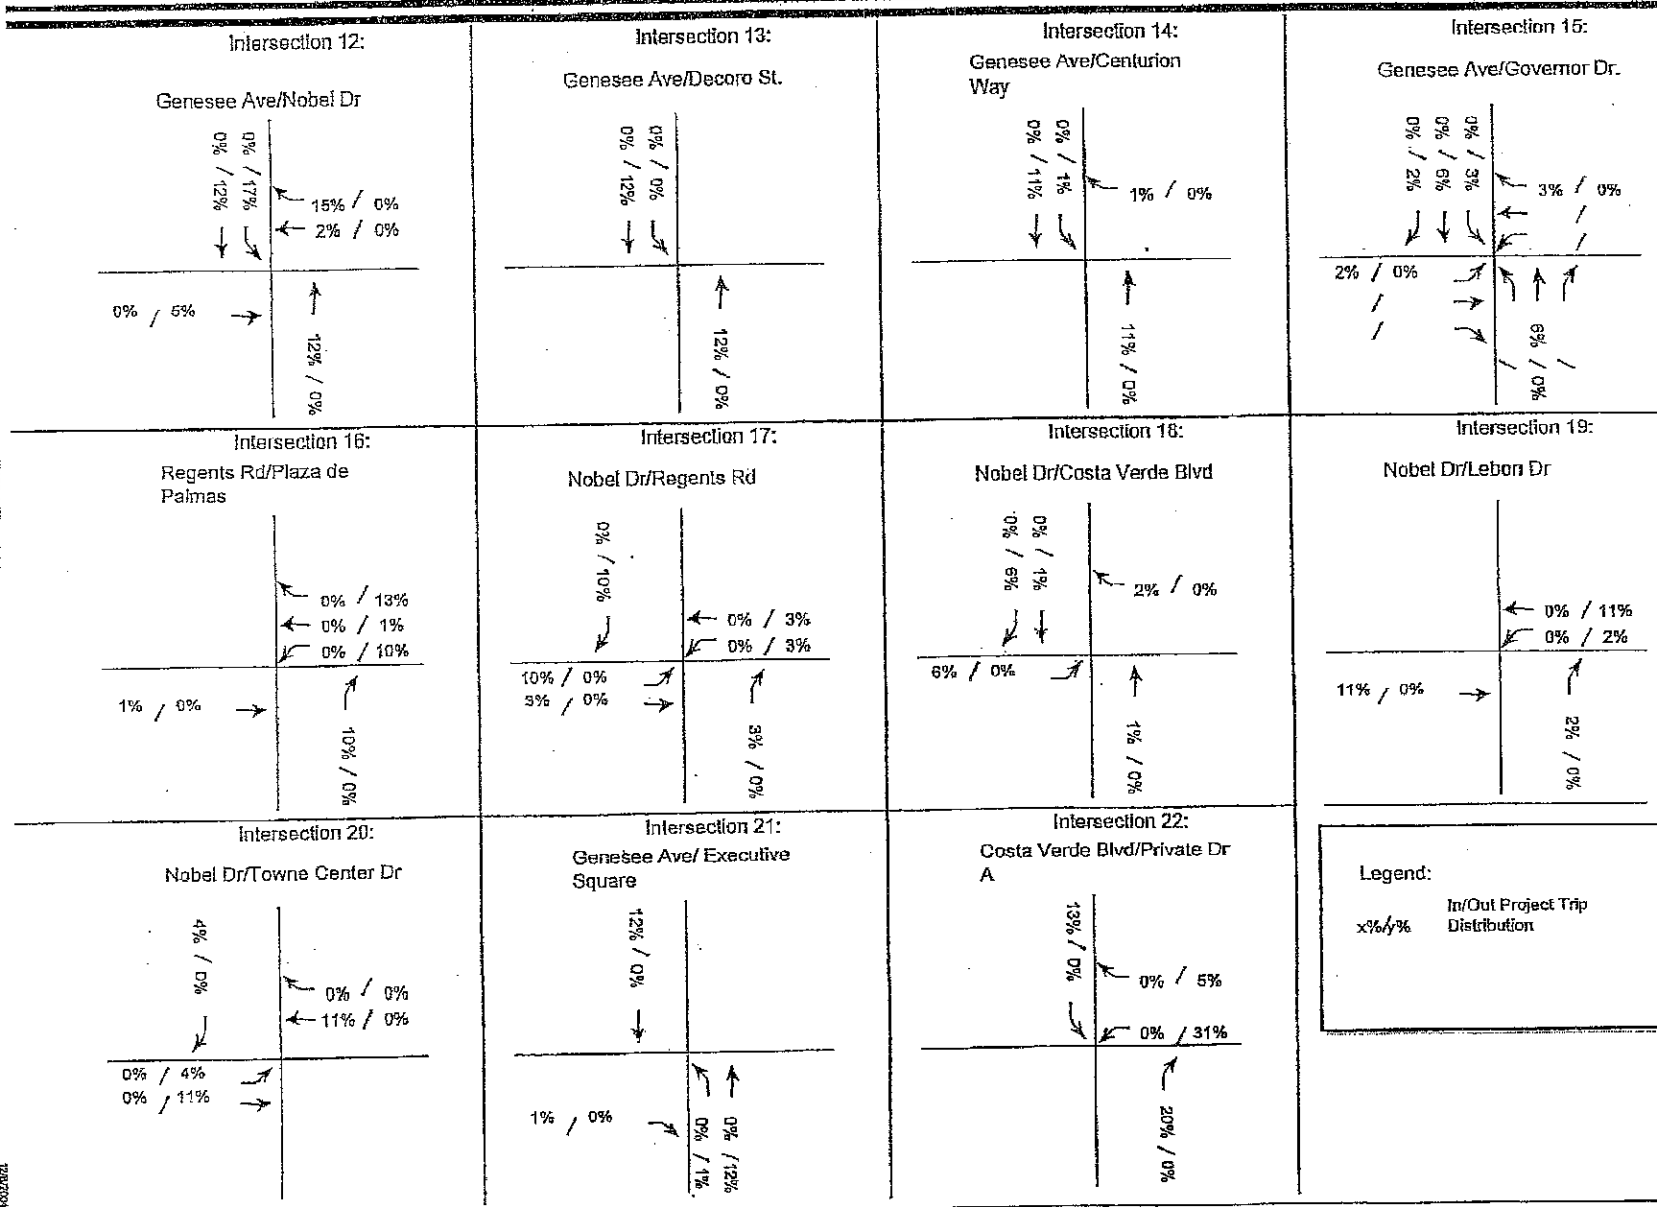 Intersection 12:
Genesee Ave/Nobel Dr
0% / 12%
0% / 17%
15% / 0%
2% / 0%
0% / 5%
12% / 0%
Intersection 13:
Genesee Ave/Decoro St.
0% / 12%
0% / 0%
12% / 0%
Intersection 14:
Genesee Ave/Centurion
Way
0% / 11%
0% / 1%
1% / 0%
11% / 0%
Intersection 15:
Genesee Ave/Governor Dr.
0% / 2%
0% / 6%
0% / 3%
3% / 0%
/
/
2% / 0%
/
/
/
6% / 0%
/
Intersection 16:
Regents Rd/Plaza de
Palmas
0% / 13%
0% / 1%
0% / 10%
1% / 0%
10% / 0%
Intersection 17:
Nobel Dr/Regents Rd
0% / 10%
0% / 3%
0% / 3%
10% / 0%
3% / 0%
3% / 0%
Intersection 18:
Nobel Dr/Costa Verde Blvd
0% / 6%
0% / 1%
2% / 0%
6% / 0%
1% / 0%
Intersection 19:
Nobel Dr/Lebon Dr
0% / 11%
0% / 2%
11% / 0%
2% / 0%
Intersection 20:
Nobel Dr/Towne Center Dr
4% / 0%
0% / 0%
11% / 0%
0% / 4%
0% / 11%
Intersection 21:
Genesee Ave/ Executive
Square
12% / 0%
1% / 0%
0% / 1%
0% / 12%
Intersection 22:
Costa Verde Blvd/Private Dr
A
13% / 0%
0% / 5%
0% / 31%
20% / 0%
Legend:
x%/y%
In/Out Project Trip
Distribution